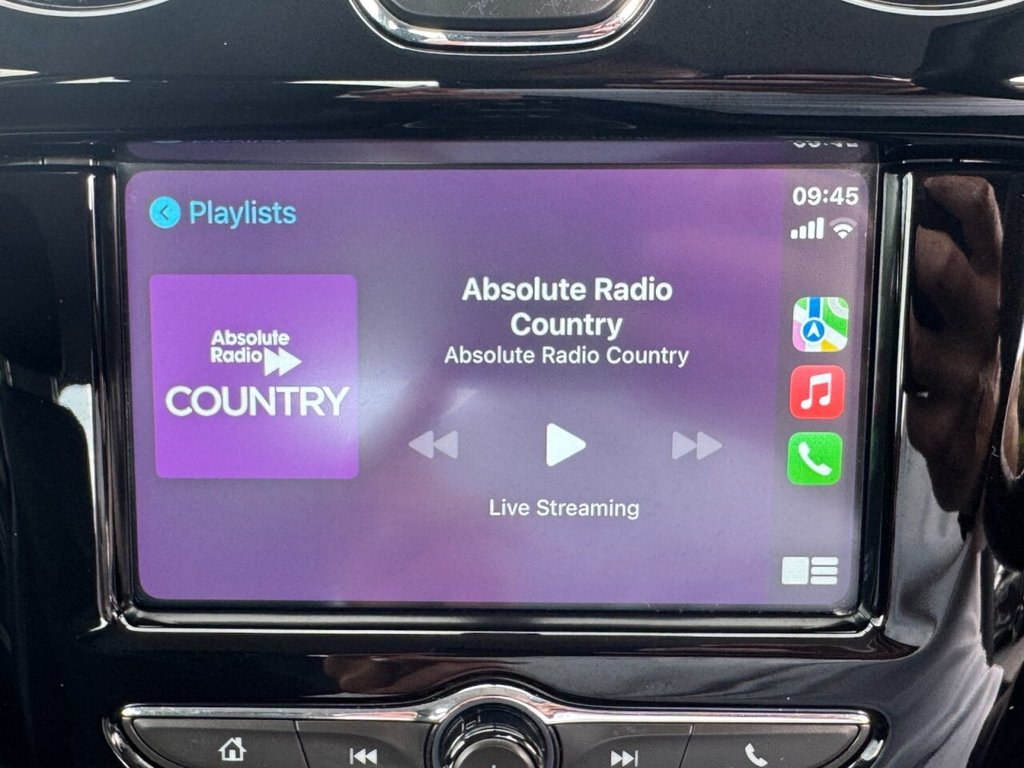 09:45
Playlists
Absolute
Radio
COUNTRY
Absolute Radio
Country
Absolute Radio Country
Live Streaming